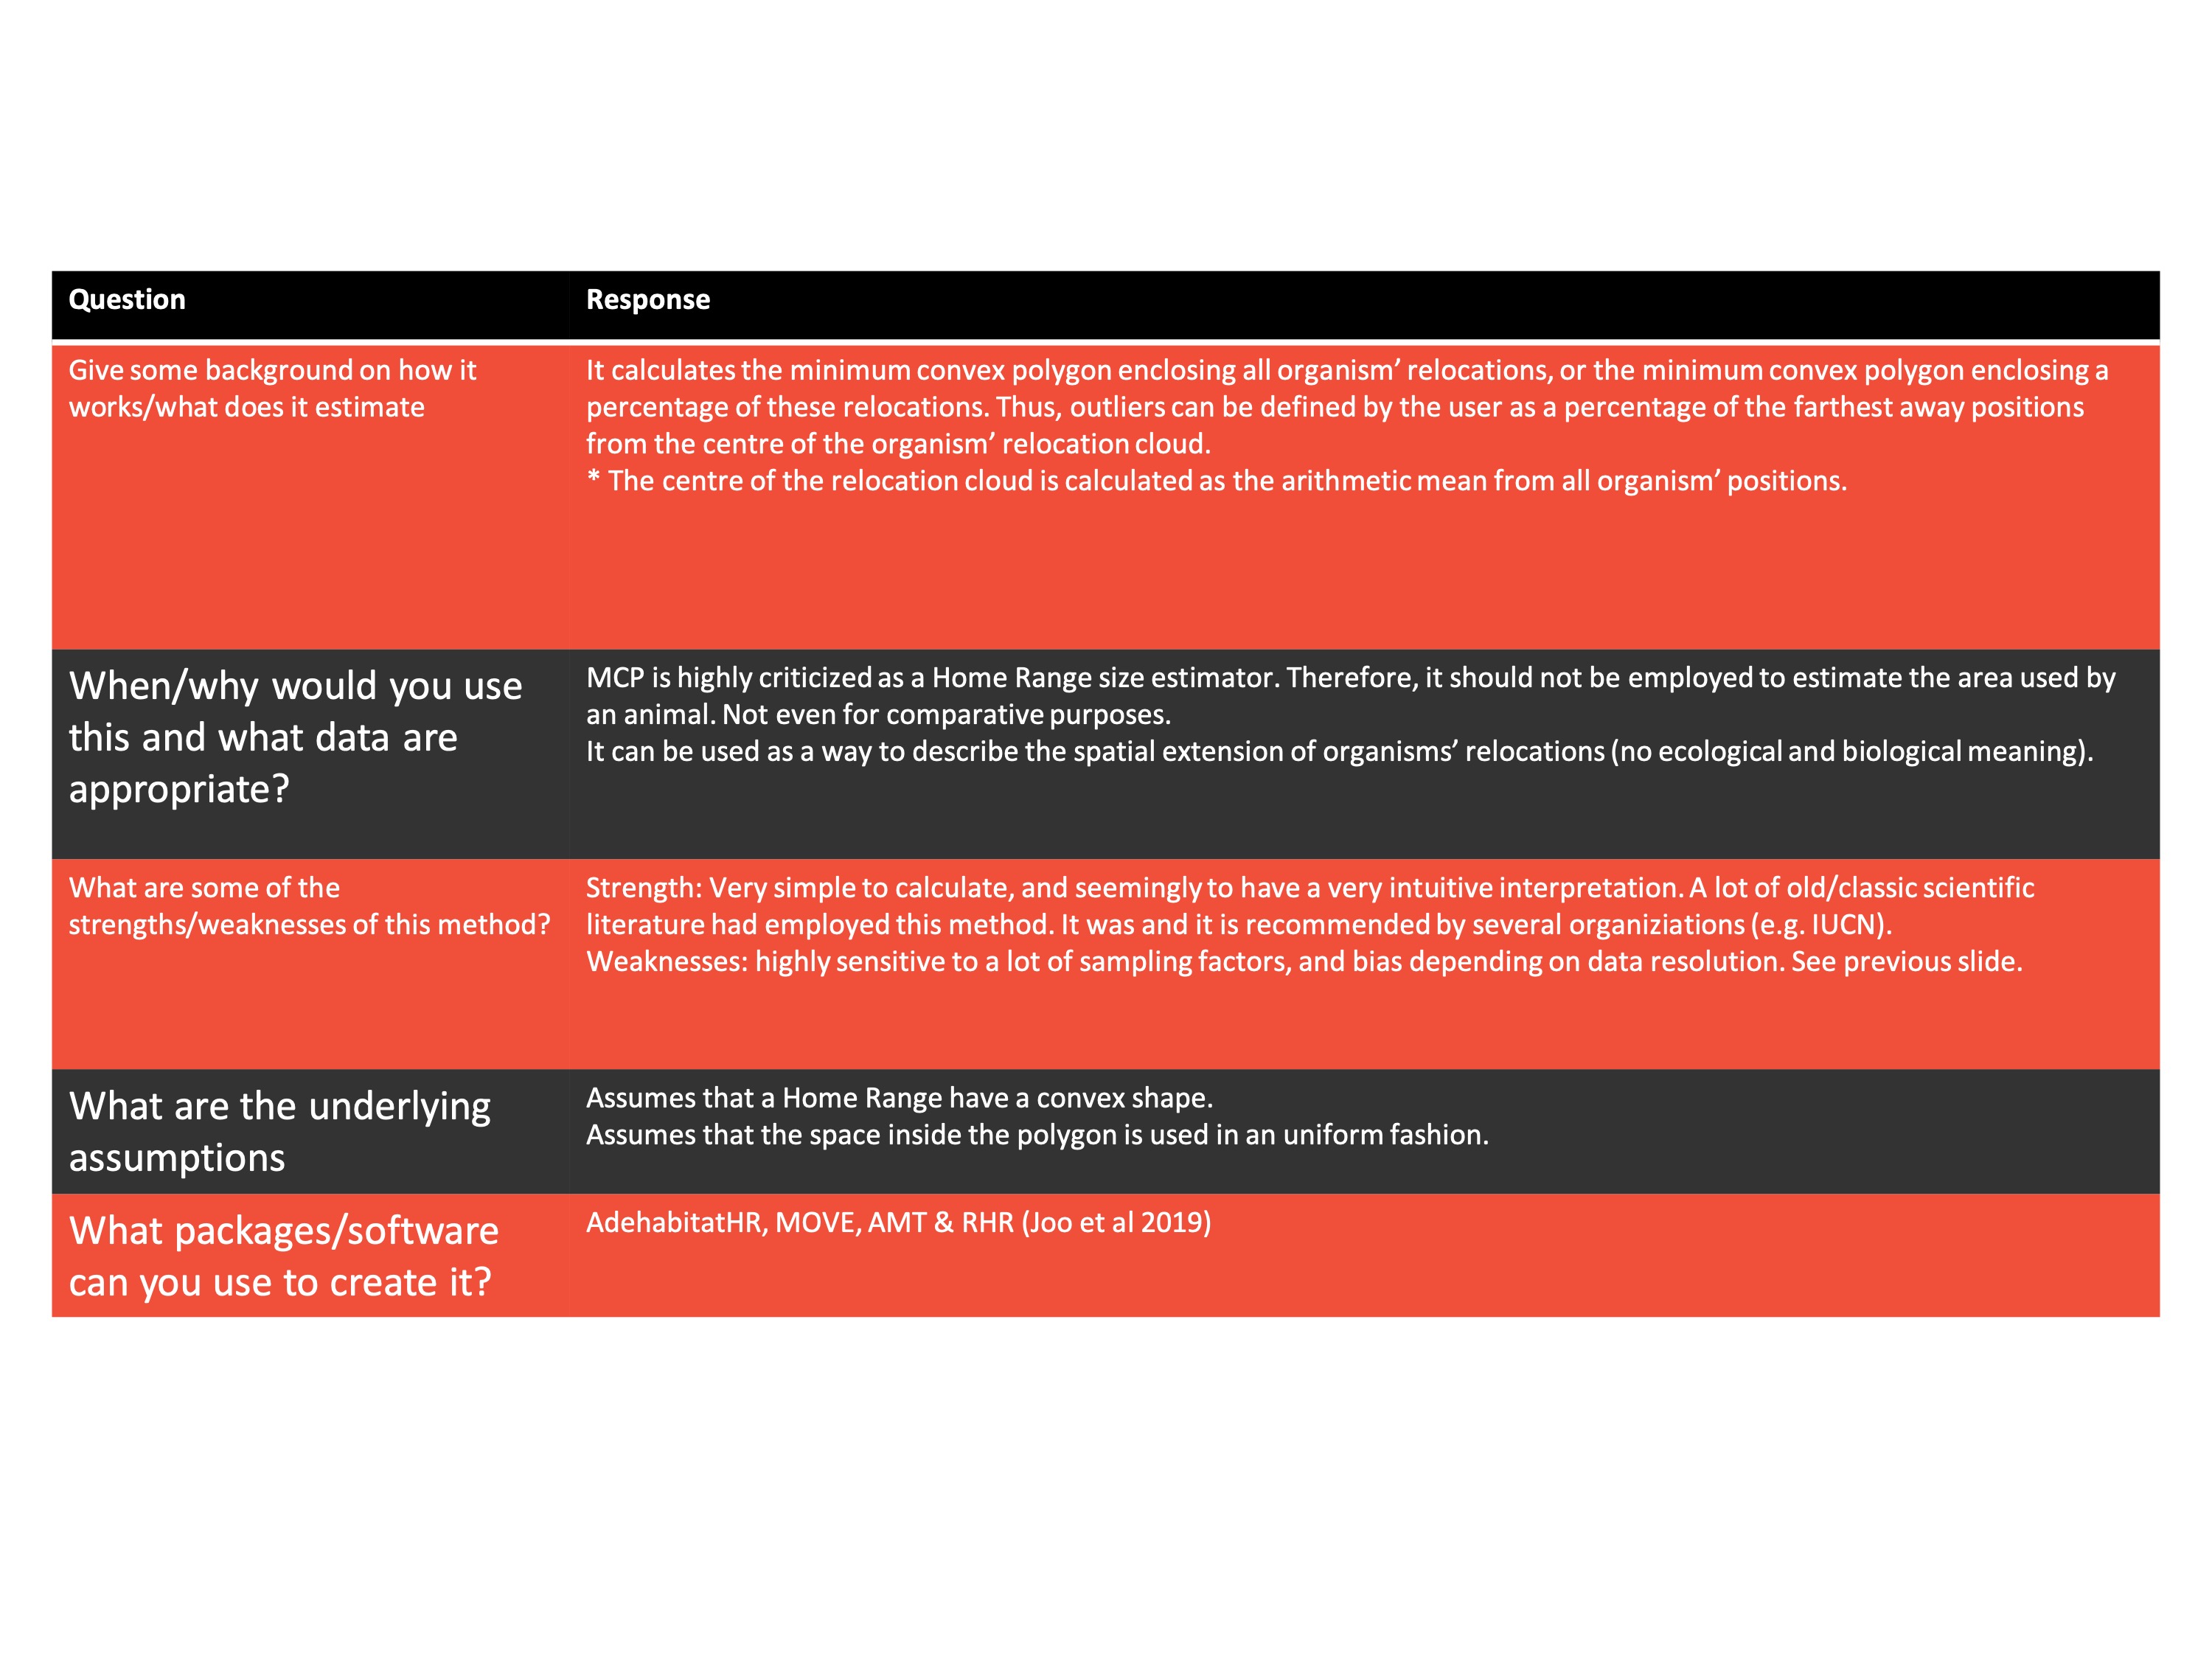 Question
Response
Give some background on how it
works/what does it estimate
It calculates the minimum convex polygon enclosing all organism’ relocations, or the minimum convex polygon enclosing a
percentage of these relocations. Thus, outliers can be defined by the user as a percentage of the farthest away positions
from the centre of the organism’ relocation cloud.
* The centre of the relocation cloud is calculated as the arithmetic mean from all organism’ positions.
When/why would you use
this and what data are
appropriate?
MCP is highly criticized as a Home Range size estimator. Therefore, it should not be employed to estimate the area used by
an animal. Not even for comparative purposes.
It can be used as a way to describe the spatial extension of organisms’ relocations (no ecological and biological meaning).
What are some of the
strengths/weaknesses of this method?
Strength: Very simple to calculate, and seemingly to have a very intuitive interpretation. A lot of old/classic scientific
literature had employed this method. It was and it is recommended by several organiziations (e.g. IUCN).
Weaknesses: highly sensitive to a lot of sampling factors, and bias depending on data resolution. See previous slide.
What are the underlying
assumptions
Assumes that a Home Range have a convex shape.
Assumes that the space inside the polygon is used in an uniform fashion.
What packages/software
can you use to create it?
AdehabitatHR, MOVE, AMT & RHR (Joo et al 2019)